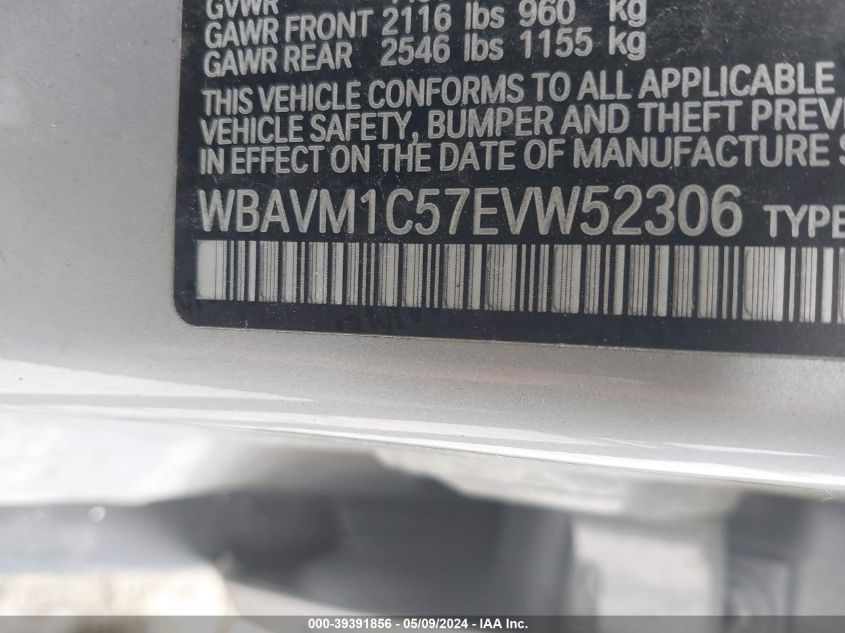 GVWR
GAWR FRONT 2116 lbs 960 kg
GAWR REAR 2546 lbs 1155 kg
THIS VEHICLE CONFORMS TO ALL APPLICABLE
VEHICLE SAFETY, BUMPER AND THEFT PREVE
IN EFFECT ON THE DATE OF MANUFACTURE S
WBAVM1C57EVW52306 TYPE
000-39391856 - 05/09/2024 - IAA Inc.